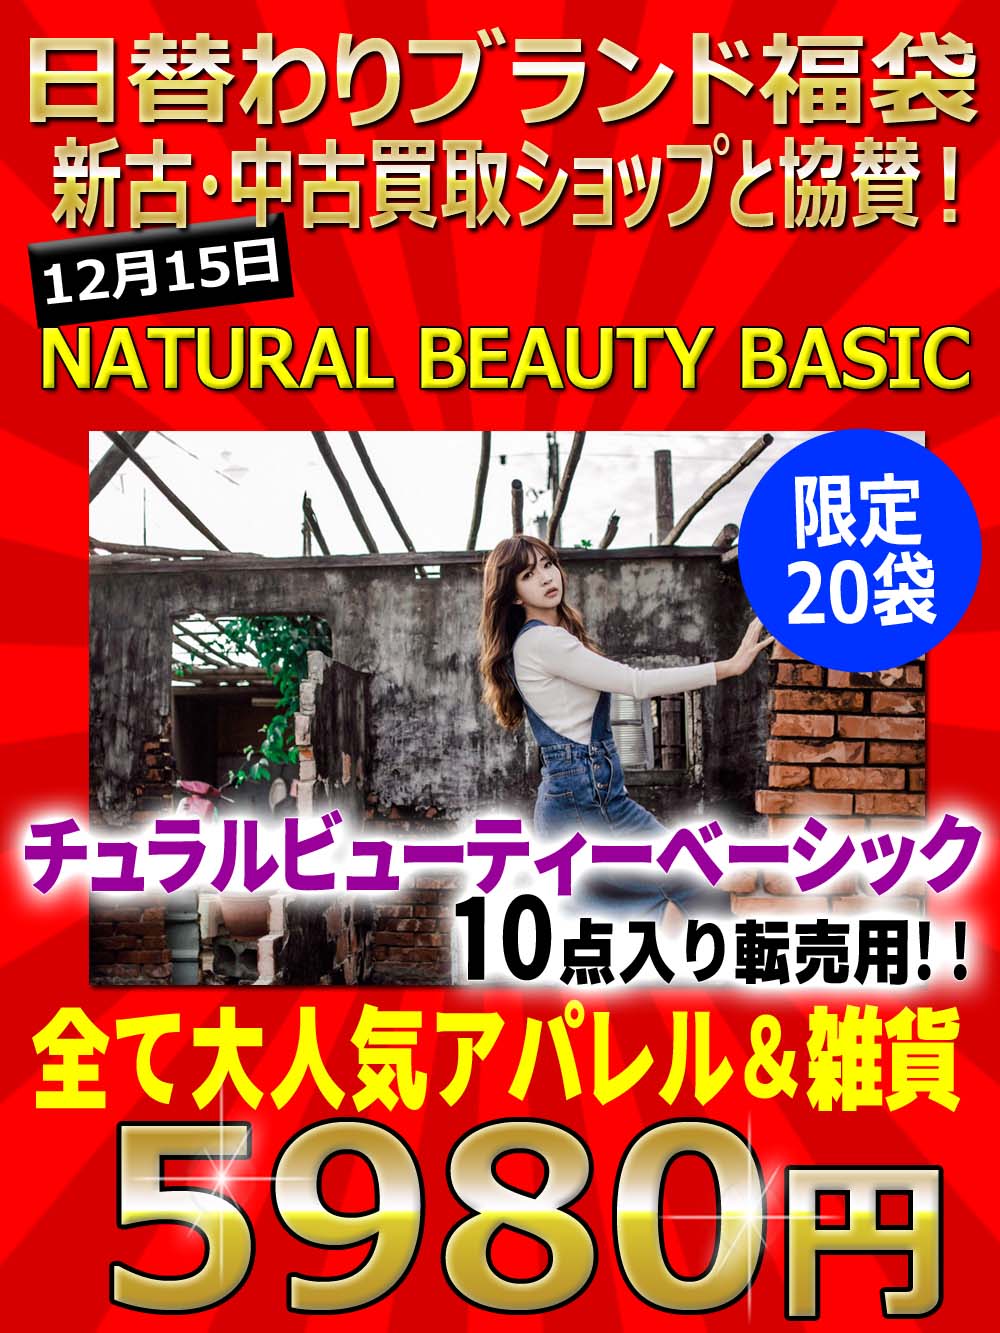 日替わりブランド福袋
新古・中古買取ショップと協賛！
12月15日
NATURAL BEAUTY BASIC
限定
20袋
チュラルビューティーベーシック
10点入り転売用!!
全て大人気アパレル＆雑貨
5980円